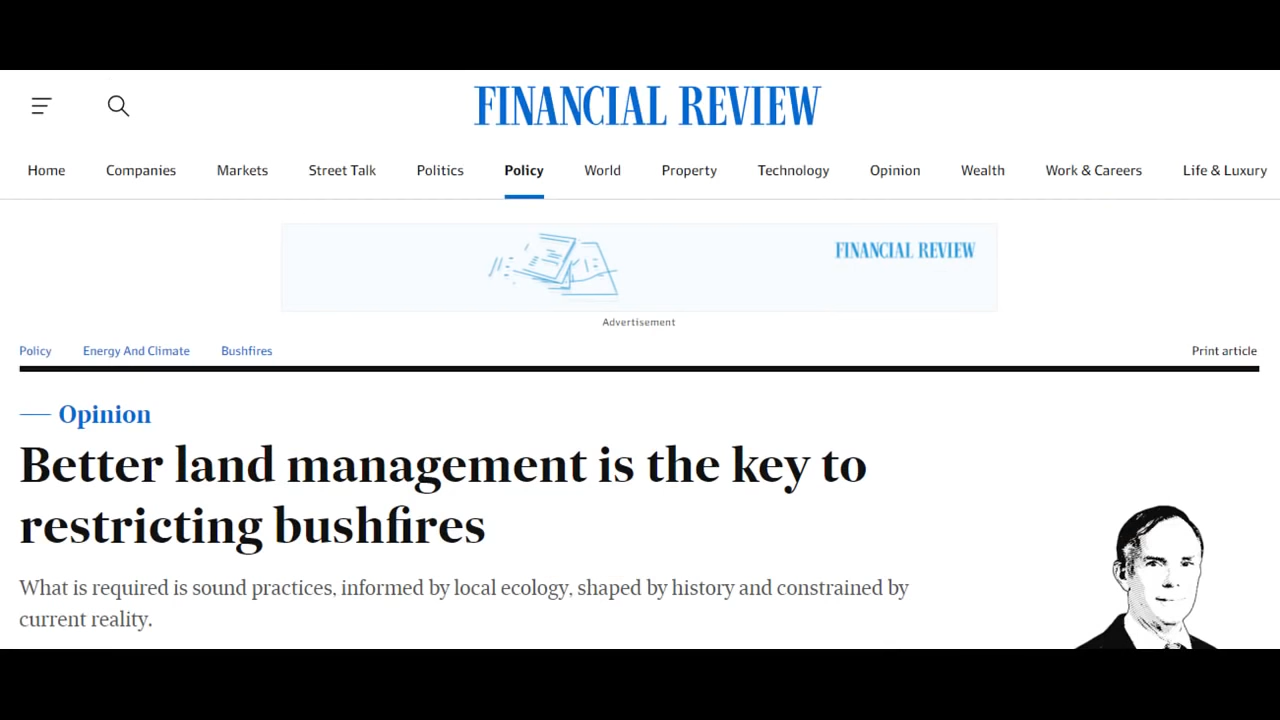 FINANCIAL REVIEW
Home Companies Markets Street Talk Politics Policy World Property Technology Opinion Wealth Work & Careers Life & Luxury
FINANCIAL REVIEW
Advertisement
Policy Energy And Climate Bushfires Print article
Opinion
Better land management is the key to
restricting bushfires
What is required is sound practices, informed by local ecology, shaped by history and constrained by
current reality.